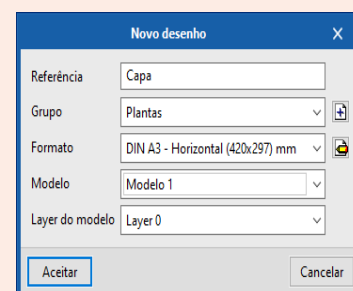 Novo desenho X
Referência Capa
Grupo Plantas
Formato DIN A3 - Horizontal (420x297) mm
Modelo Modelo 1
Layer do modelo Layer 0
Aceitar Cancelar